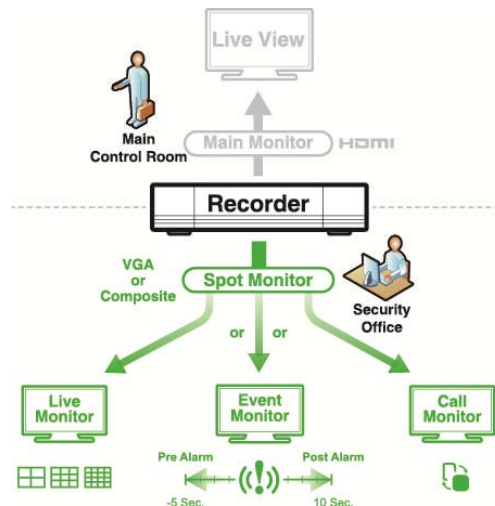 Live View
Main
Control Room
Main Monitor
HDMI
Recorder
VGA
or
Composite
Spot Monitor
Security
Office
or
or
Live
Monitor
Event
Monitor
Call
Monitor
Pre Alarm
Post Alarm
-5 Sec.
10 Sec.